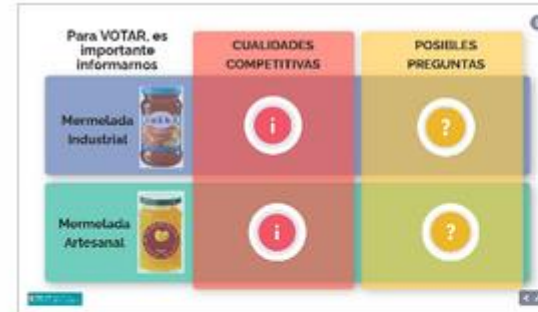 Para VOTAR, es
importante
informarnos
CUALIDADES
COMPETITIVAS
POSIBLES
PREGUNTAS
Mermelada
Industrial
i
?
Mermelada
Artesanal
i
?